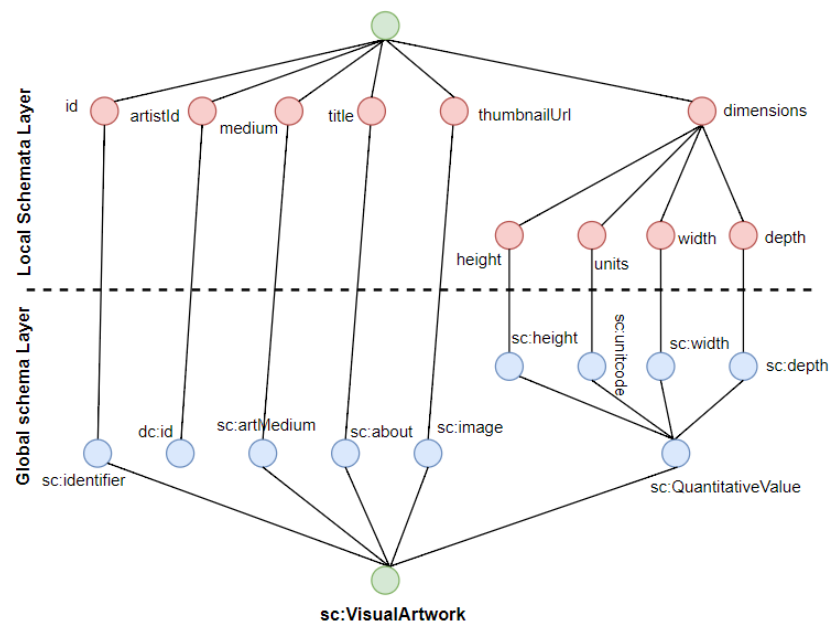 Local Schemata Layer
id
artistId
medium
title
thumbnailUrl
dimensions
height
units
width
depth
Global schema Layer
sc:height
sc:unitcode
sc:width
sc:depth
sc:identifier
dc:id
sc:artMedium
sc:about
sc:image
sc:QuantitativeValue
sc:VisualArtwork